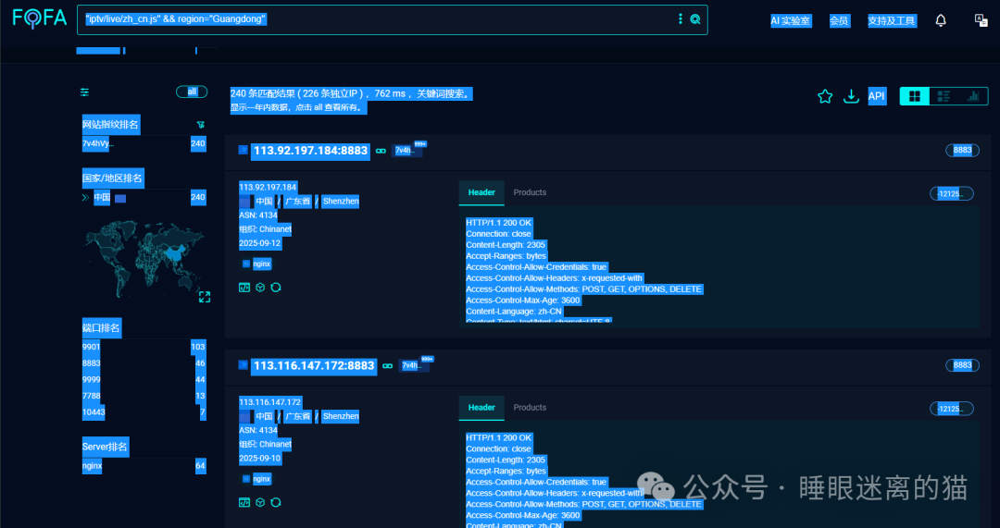 FOFA
"iptv/live/zh_cn.js" && region="Guangdong"
AI 实验室 会员 支持及工具
all
240 条匹配结果 ( 226 条独立IP ) ，762 ms ，关键词搜索。
显示一年内数据，点击 all 查看所有。
API
网站指纹排名
7v4hVy... 240
国家/地区排名
中国 240
端口排名
9901 103
8883 46
9999 44
7788 13
10443 7
Server排名
nginx 64
113.92.197.184:8883 7v4h... 999+ 8883
113.92.197.184
中国 / 广东省 / Shenzhen
ASN: 4134
组织: Chinanet
2025-09-12
nginx
Header Products -12125...
HTTP/1.1 200 OK
Connection: close
Content-Length: 2305
Accept-Ranges: bytes
Access-Control-Allow-Credentials: true
Access-Control-Allow-Headers: x-requested-with
Access-Control-Allow-Methods: POST, GET, OPTIONS, DELETE
Access-Control-Max-Age: 3600
Content-Language: zh-CN
Content-Type: text/html; charset=UTF-8
113.116.147.172:8883 7v4h... 999+ 8883
113.116.147.172
中国 / 广东省 / Shenzhen
ASN: 4134
组织: Chinanet
2025-09-10
nginx
Header Products -12125...
HTTP/1.1 200 OK
Connection: close
Content-Length: 2305
Accept-Ranges: bytes
Access-Control-Allow-Credentials: true
Access-Control-Allow-Headers: x-requested-with
Access-Control-Allow-Methods: POST, GET, OPTIONS, DELETE
Access-Control-Max-Age: 3600
Content-Language: zh-CN
公众号 · 睡眼迷离的猫